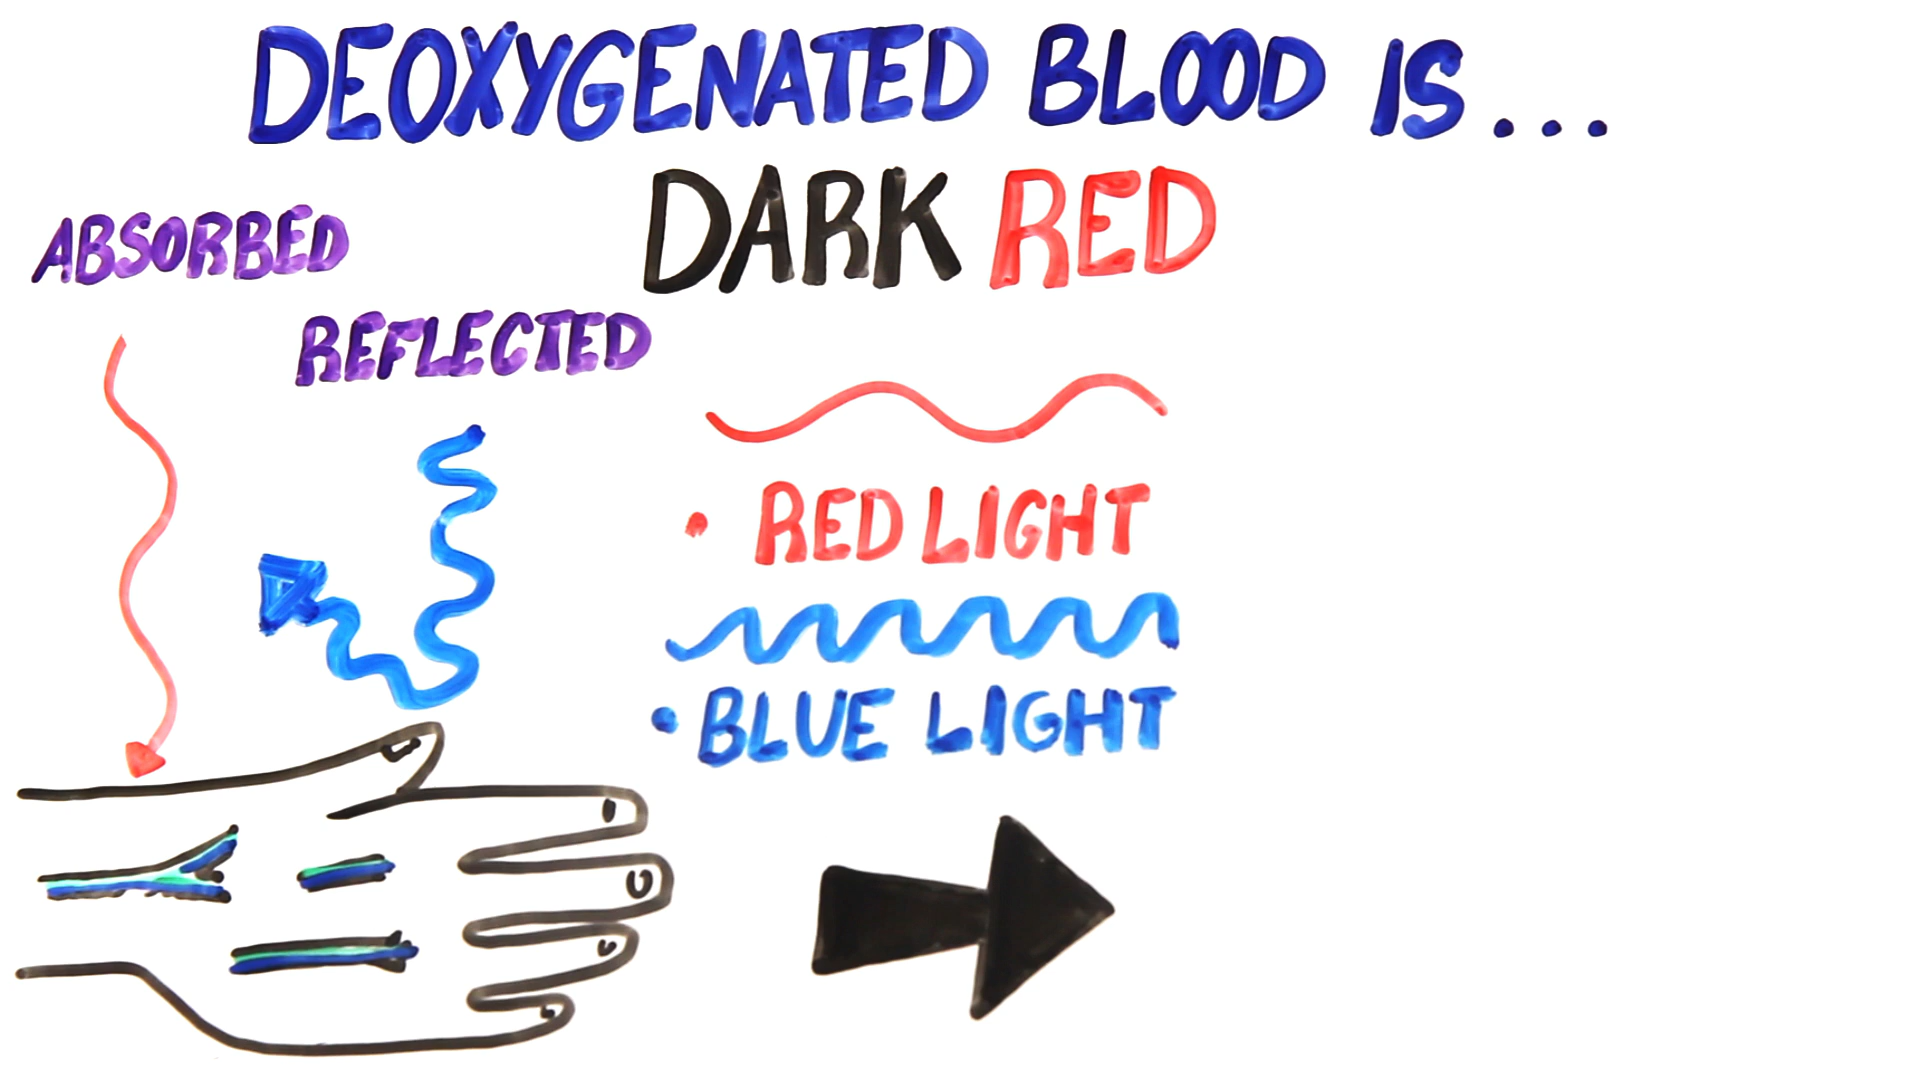 DEOXYGENATED BLOOD IS...
DARK RED
ABSORBED
REFLECTED
• RED LIGHT
• BLUE LIGHT